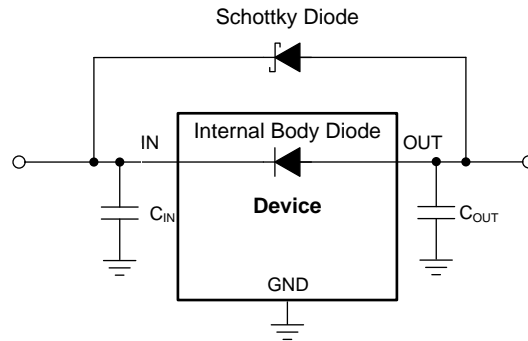 Schottky Diode
IN
Internal Body Diode
OUT
CIN
Device
COUT
GND